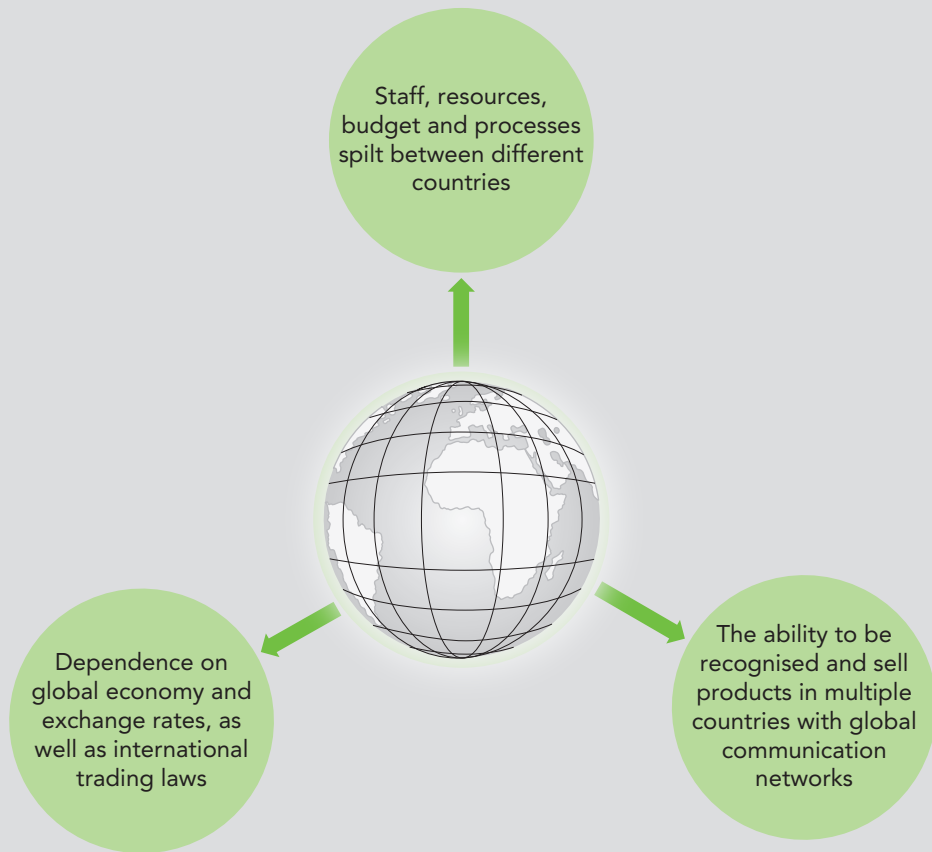 Staff, resources,
budget and processes
spilt between different
countries
Dependence on
global economy and
exchange rates, as
well as international
trading laws
The ability to be
recognised and sell
products in multiple
countries with global
communication
networks